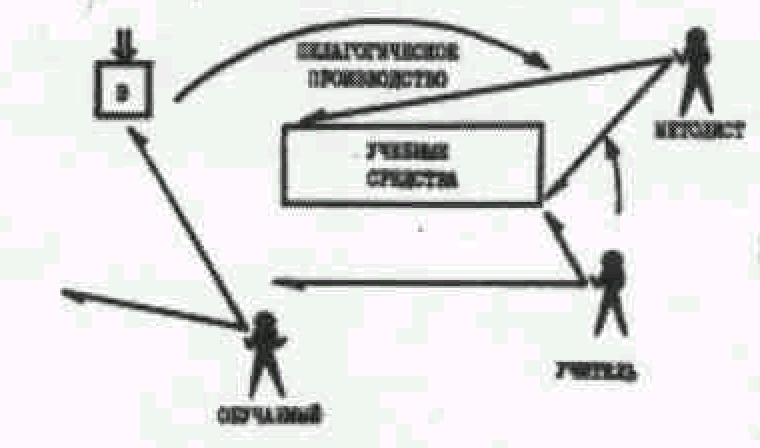 ПЕДАГОГИЧЕСКОЕ
ПРОИЗВОДСТВО
Э
МЕТОДИСТ
УЧЕБНЫЕ
СРЕДСТВА
УЧИТЕЛЬ
ОБУЧАЕМЫЙ